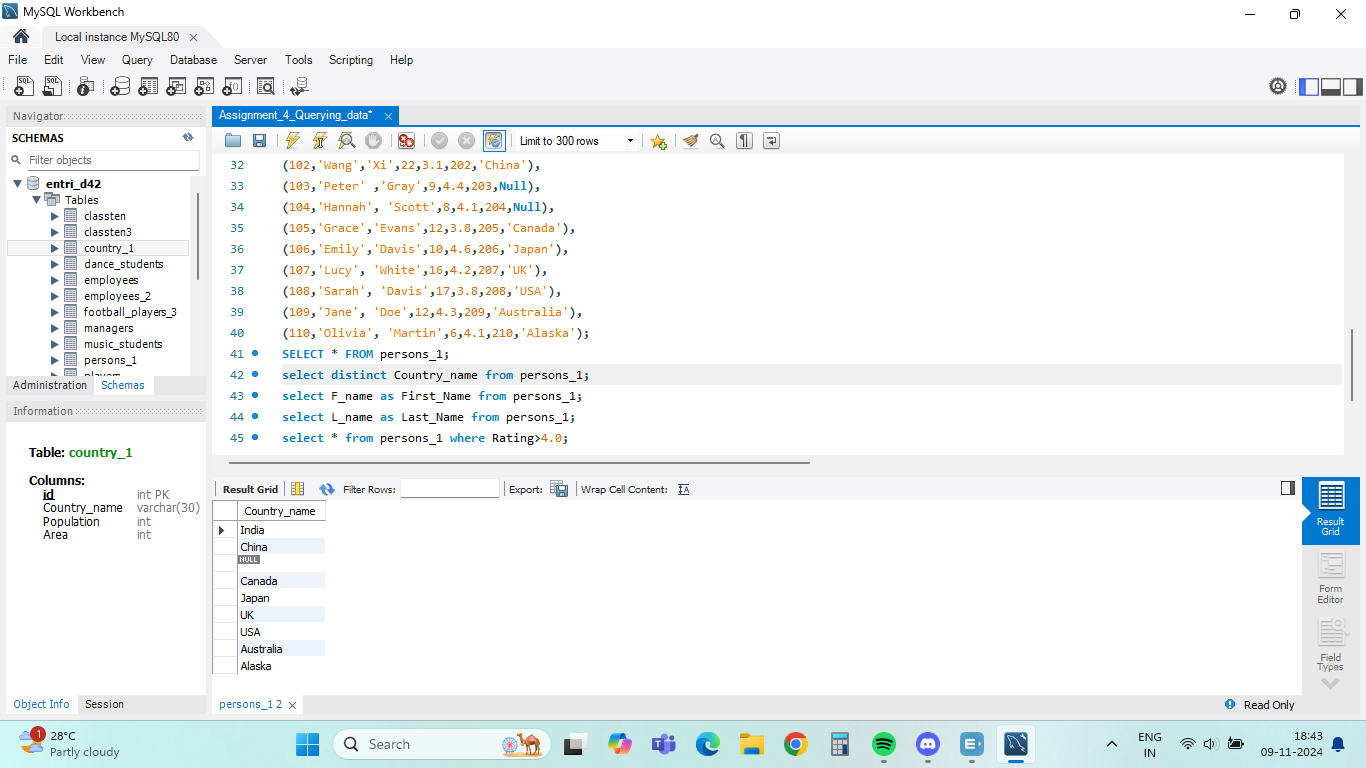 MySQL Workbench
Local instance MySQL80
File Edit View Query Database Server Tools Scripting Help
Navigator
SCHEMAS
Filter objects
entri_d42
Tables
classten
classten3
country_1
dance_students
employees
employees_2
football_players_3
managers
music_students
persons_1
players
Administration Schemas
Information
Table: country_1
Columns:
id int PK
Country_name varchar(30)
Population int
Area int
Object Info Session
Assignment_4_Querying_data*
Limit to 300 rows
32 (102,'Wang','Xi',22,3.1,202,'China'),
33 (103,'Peter' ,'Gray',9,4.4,203,Null),
34 (104,'Hannah', 'Scott',8,4.1,204,Null),
35 (105,'Grace','Evans',12,3.8,205,'Canada'),
36 (106,'Emily','Davis',10,4.6,206,'Japan'),
37 (107,'Lucy', 'White',16,4.2,207,'UK'),
38 (108,'Sarah', 'Davis',17,3.8,208,'USA'),
39 (109,'Jane', 'Doe',12,4.3,209,'Australia'),
40 (110,'Olivia', 'Martin',6,4.1,210,'Alaska');
41 SELECT * FROM persons_1;
42 select distinct Country_name from persons_1;
43 select F_name as First_Name from persons_1;
44 select L_name as Last_Name from persons_1;
45 select * from persons_1 where Rating>4.0;
Result Grid Filter Rows: Export: Wrap Cell Content:
Country_name
India
China
NULL
Canada
Japan
UK
USA
Australia
Alaska
Result
Grid
Form
Editor
Field
Types
persons_1 2
Read Only
1
28°C
Partly cloudy
Search
ENG
IN
18:43
09-11-2024